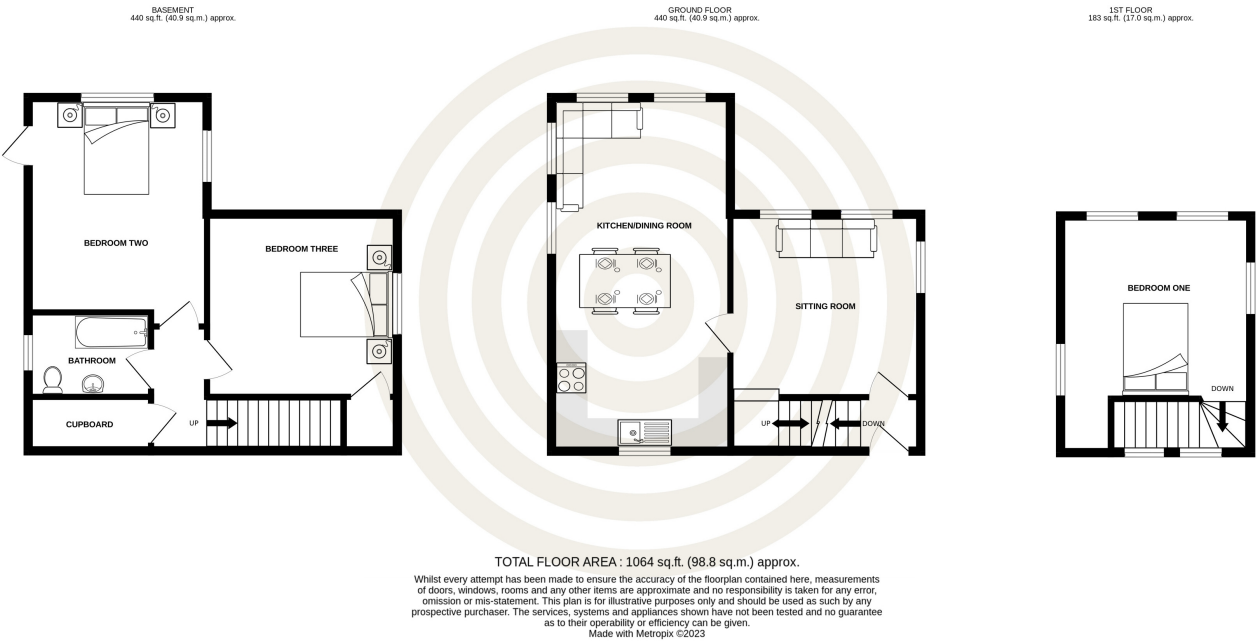 BASEMENT
440 sq.ft. (40.9 sq.m.) approx.
GROUND FLOOR
440 sq.ft. (40.9 sq.m.) approx.
1ST FLOOR
183 sq.ft. (17.0 sq.m.) approx.
BEDROOM TWO
BEDROOM THREE
BATHROOM
CUPBOARD
UP
KITCHEN/DINING ROOM
SITTING ROOM
UP
DOWN
BEDROOM ONE
DOWN
TOTAL FLOOR AREA : 1064 sq.ft. (98.8 sq.m.) approx.
Whilst every attempt has been made to ensure the accuracy of the floorplan contained here, measurements
of doors, windows, rooms and any other items are approximate and no responsibility is taken for any error,
omission or mis-statement. This plan is for illustrative purposes only and should be used as such by any
prospective purchaser. The services, systems and appliances shown have not been tested and no guarantee
as to their operability or efficiency can be given.
Made with Metropix ©2023